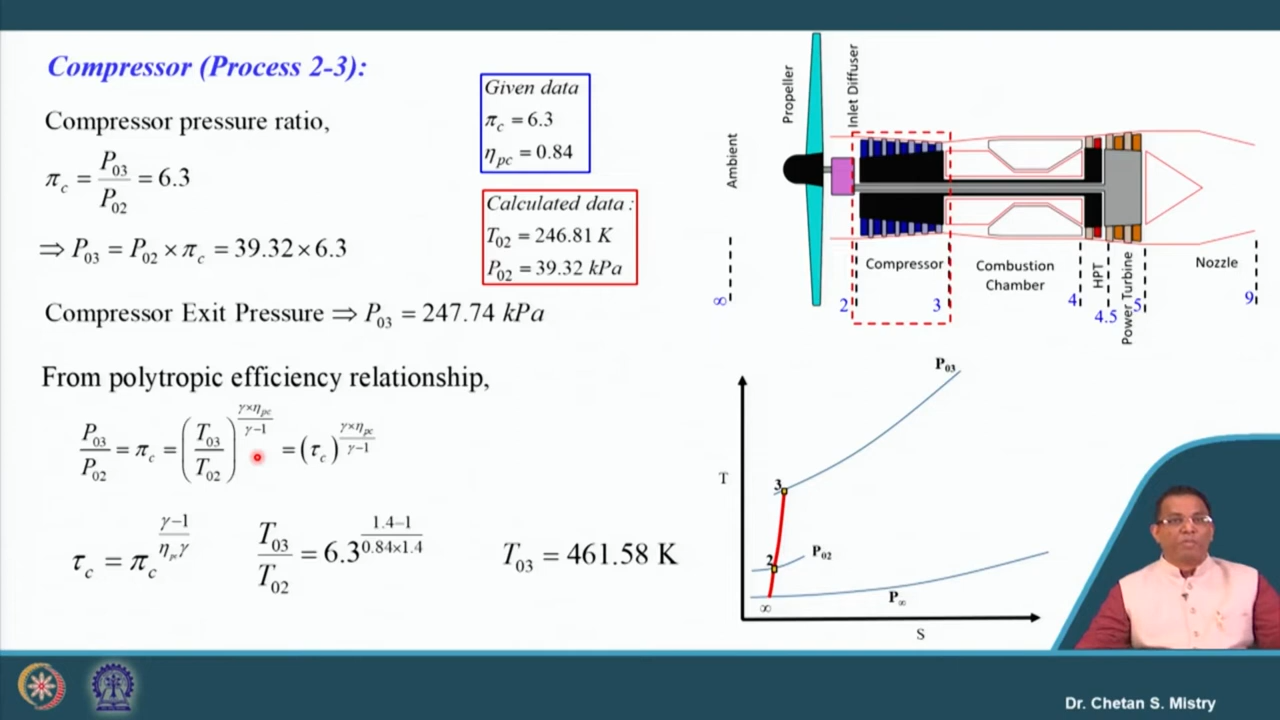 Compressor (Process 2-3):
Compressor pressure ratio,
π_c = P_03 / P_02 = 6.3
⇒ P_03 = P_02 × π_c = 39.32 × 6.3
Compressor Exit Pressure ⇒ P_03 = 247.74 kPa
From polytropic efficiency relationship,
P_03 / P_02 = π_c = (T_03 / T_02)^((γ×η_pc)/(γ−1)) = (τ_c)^((γ×η_pc)/(γ−1))
τ_c = π_c^((γ−1)/(η_pc γ)) T_03 / T_02 = 6.3^((1.4−1)/(0.84×1.4)) T_03 = 461.58 K
Given data
π_c = 6.3
η_pc = 0.84
Calculated data :
T_02 = 246.81 K
P_02 = 39.32 kPa
Ambient
Propeller
Inlet Diffuser
Compressor
Combustion
Chamber
HPT
Power Turbine
Nozzle
∞
2
3
4
4.5
5
9
P_03
T
3
2
P_02
P_∞
∞
S
Dr. Chetan S. Mistry